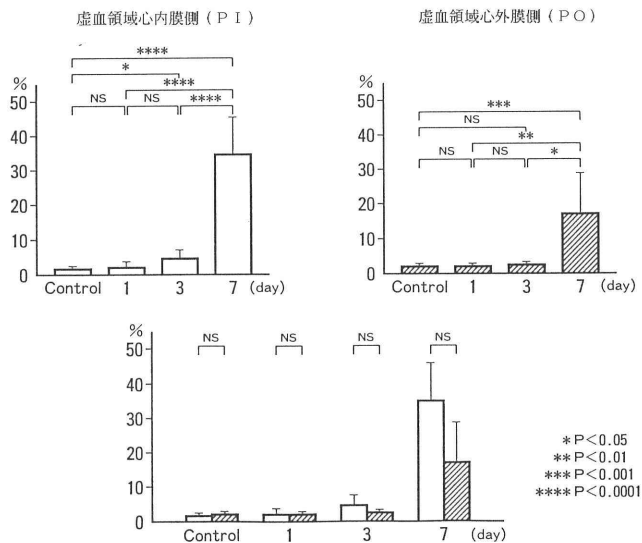 虚血領域心内膜側（ＰＩ）
****
*
****
NS
NS
****
%
50
40
30
20
10
0
Control
1
3
7
(day)
虚血領域心外膜側（ＰＯ）
***
NS
**
NS
NS
*
%
50
40
30
20
10
0
Control
1
3
7
(day)
NS
NS
NS
NS
%
50
40
30
20
10
0
Control
1
3
7
(day)
*P<0.05
**P<0.01
***P<0.001
****P<0.0001